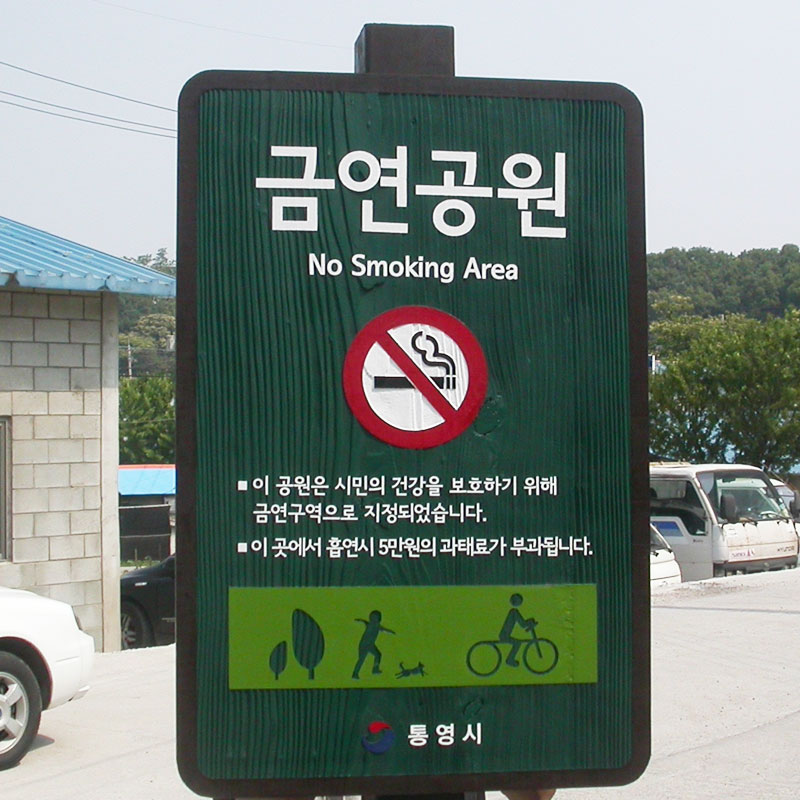 금연공원
No Smoking Area
▪ 이 공원은 시민의 건강을 보호하기 위해
금연구역으로 지정되었습니다.
▪ 이 곳에서 흡연시 5만원의 과태료가 부과됩니다.
통영시